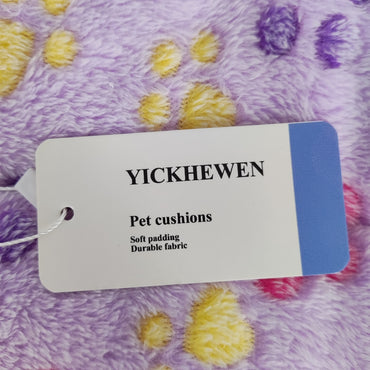 YICKHEWEN
Pet cushions
Soft padding
Durable fabric